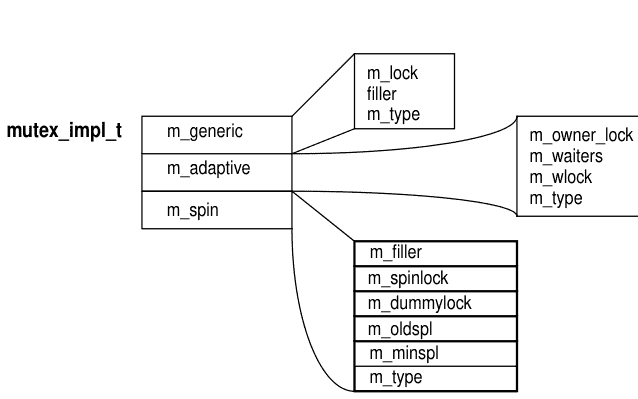 mutex_impl_t
m_generic
m_adaptive
m_spin
m_lock
filler
m_type
m_owner_lock
m_waiters
m_wlock
m_type
m_filler
m_spinlock
m_dummylock
m_oldspl
m_minspl
m_type